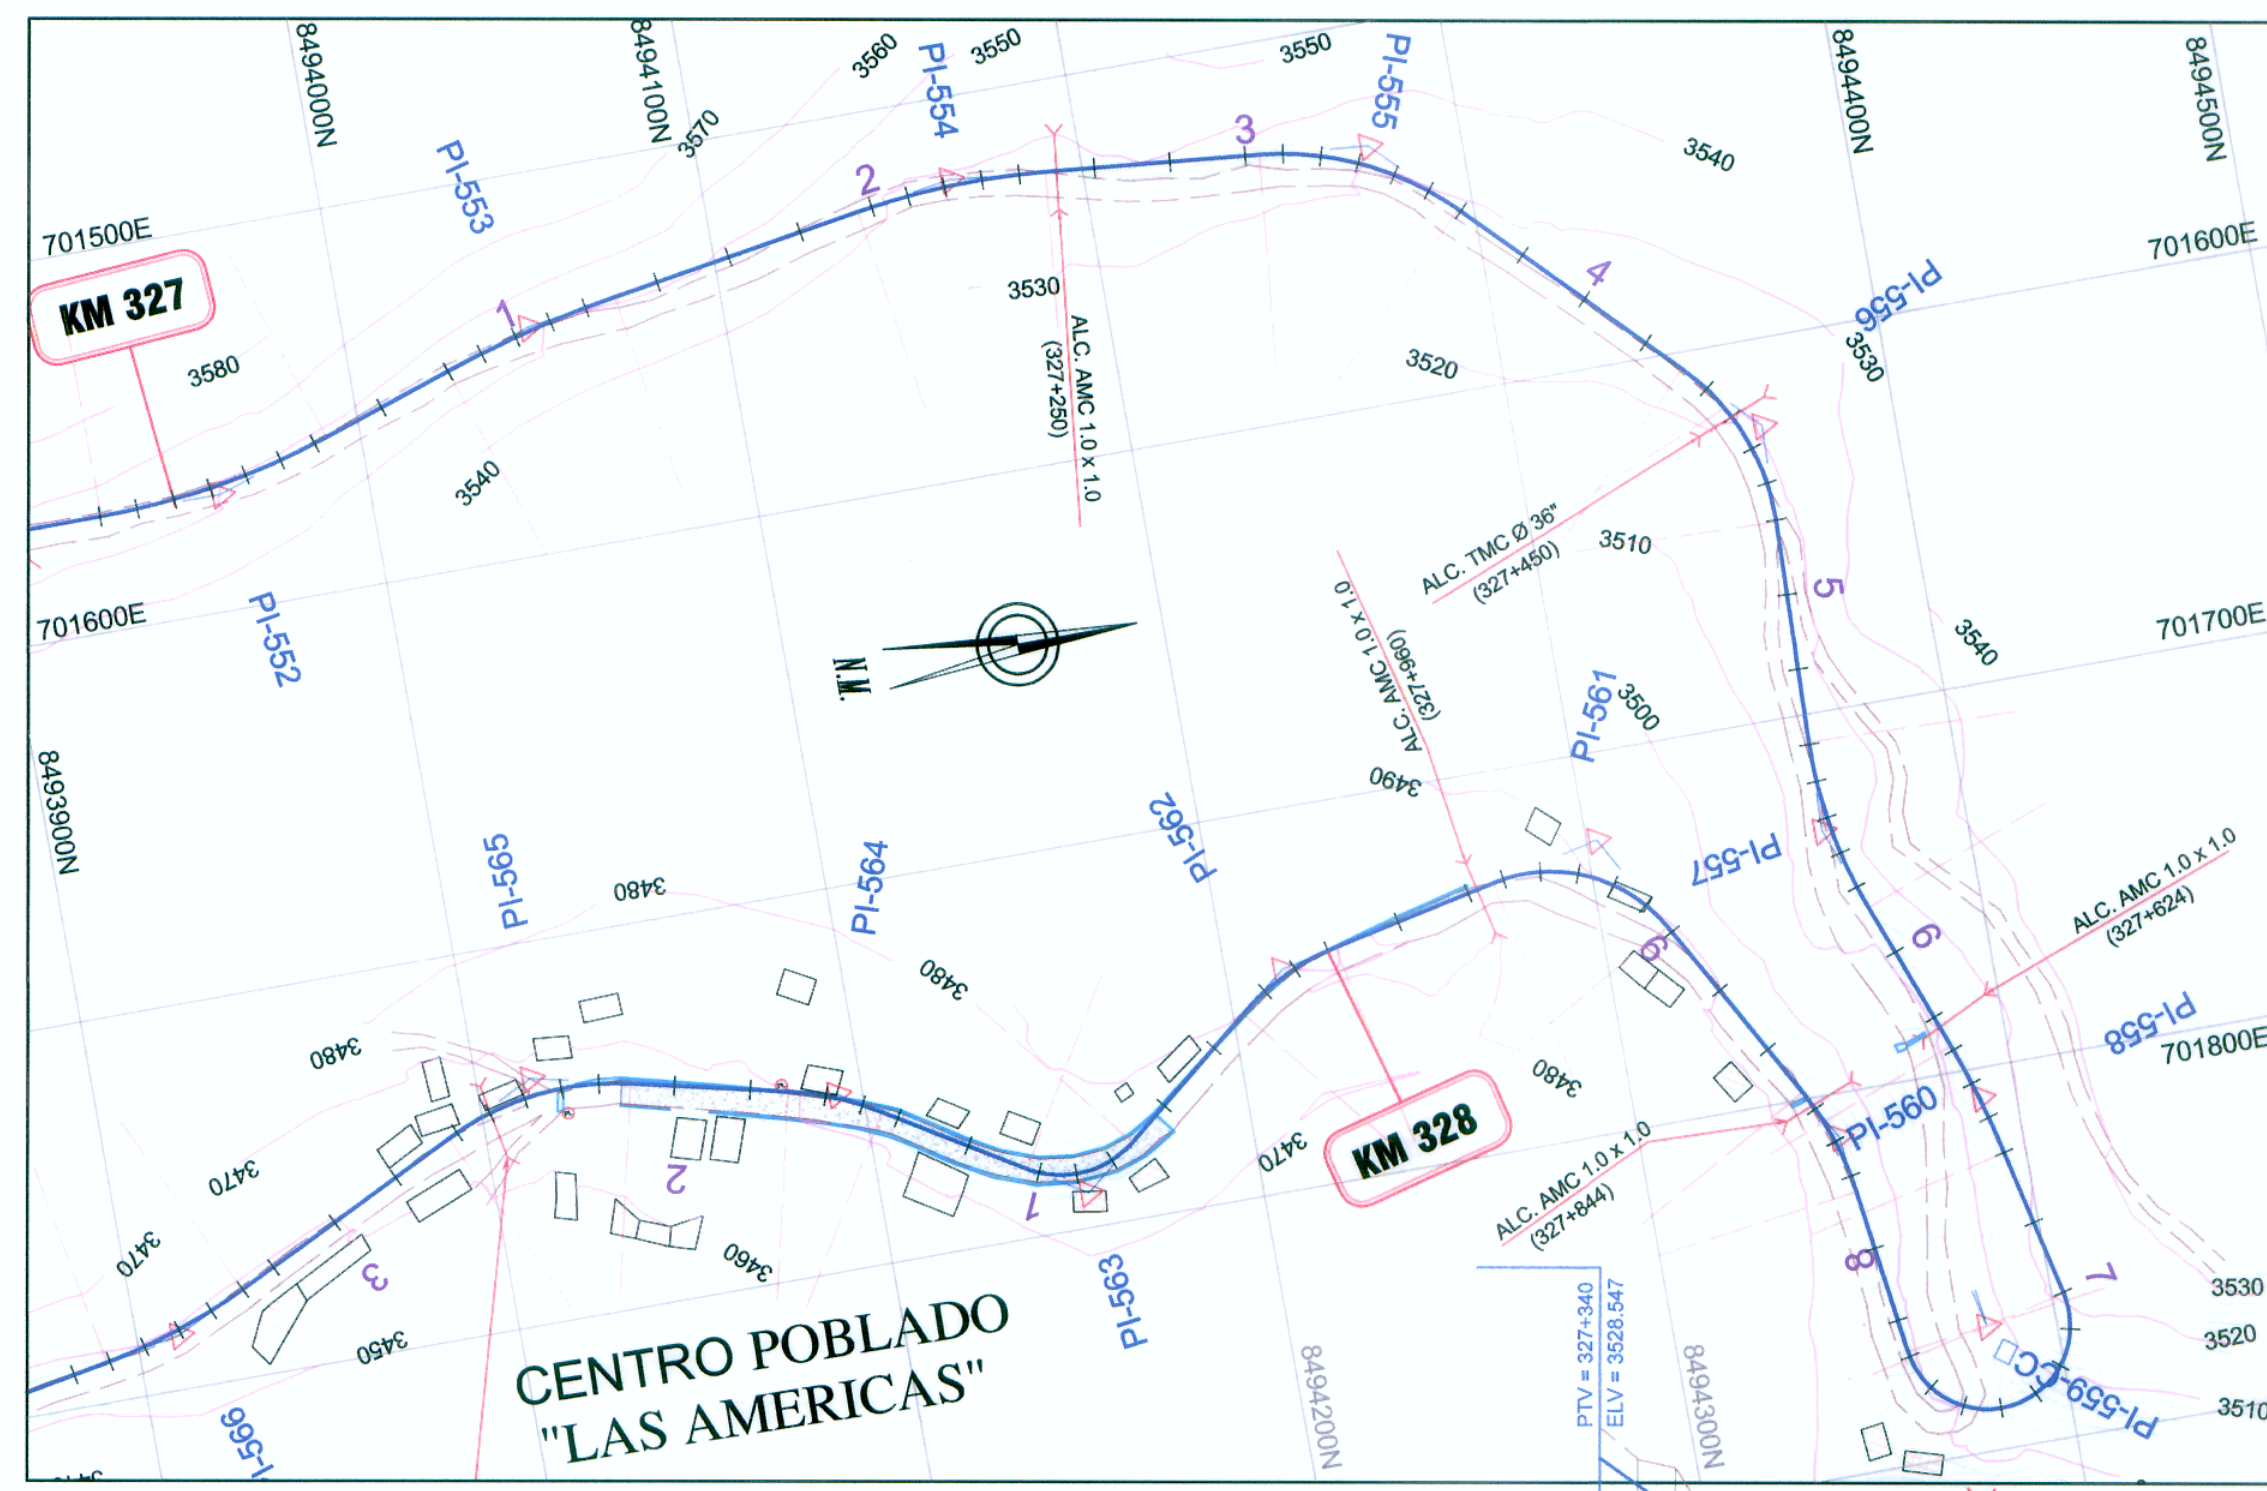 8494000N
8494100N
3560
PI-554
3550
3550
PI-555
8494400N
8494500N
3570
PI-553
2
3
3540
701500E
KM 327
1
3580
3530
4
PI-556
701600E
ALC. AMC 1.0 x 1.0
(327+250)
3520
3530
3540
ALC. TMC Ø 36"
(327+450)
3510
5
701600E
PI-552
N.M.
ALC. AMC 1.0 x 1.0
(327+960)
PI-561
3500
3540
701700E
8493900N
3490
PI-562
PI-565
3480
PI-564
PI-557
ALC. AMC 1.0 x 1.0
(327+624)
3480
6
6
3480
PI-558
701800E
3480
PI-560
KM 328
3470
ALC. AMC 1.0 x 1.0
(327+844)
3470
2
1
3470
3460
3
PI-563
8
7
3530
3520
3510
PI-559-CC
3450
CENTRO POBLADO
"LAS AMERICAS"
8494200N
PTV = 327+340
ELV = 3528.547
8494300N
I-566